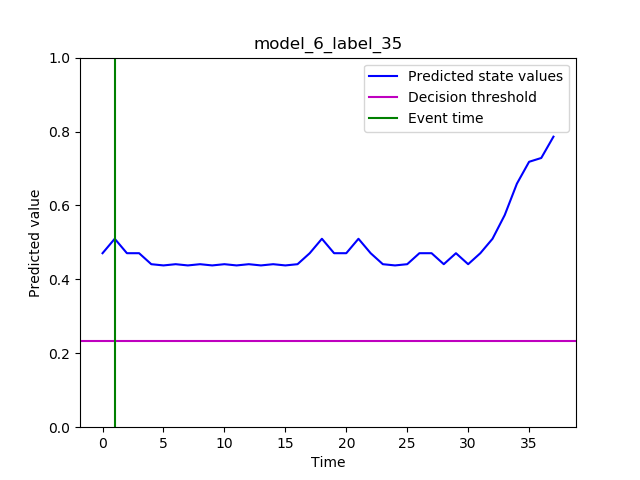 model_6_label_35
Predicted state values
Decision threshold
Event time
1.0
0.8
0.6
0.4
0.2
0.0
Predicted value
0 5 10 15 20 25 30 35
Time